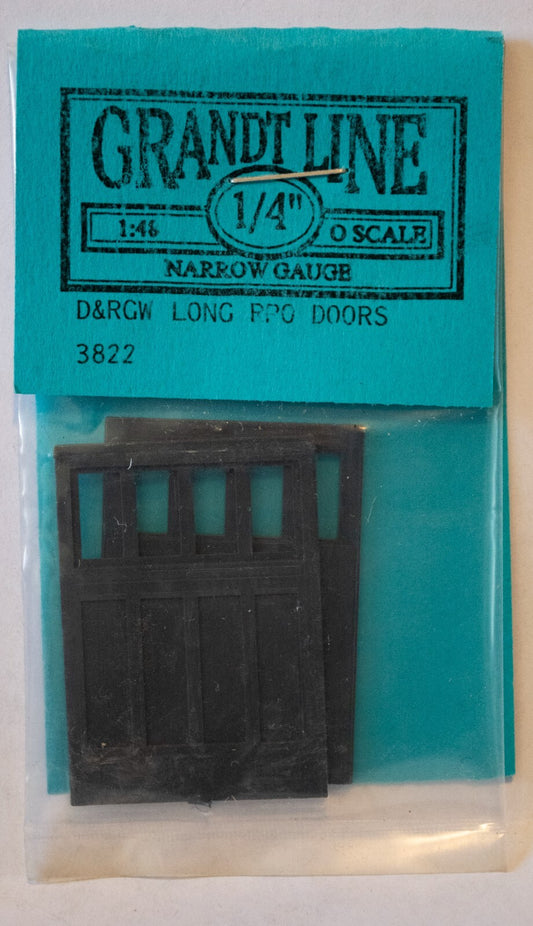 GRANDT LINE
1:48 1/4" O SCALE
NARROW GAUGE
D&RGW LONG RPO DOORS
3822